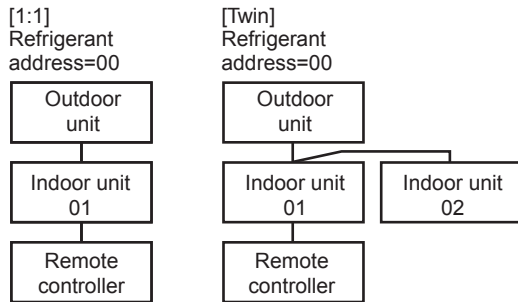 [1:1]
Refrigerant
address=00
Outdoor
unit
Indoor unit
01
Remote
controller
[Twin]
Refrigerant
address=00
Outdoor
unit
Indoor unit
01
Indoor unit
02
Remote
controller